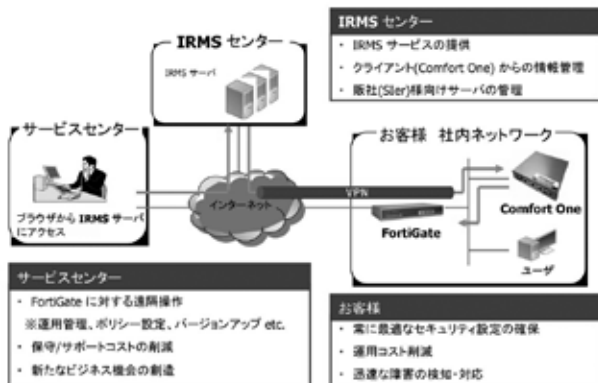 IRMS センター
IRMS サーバ
IRMS センター
・ IRMS サービスの提供
・ クライアント(Comfort One) からの情報管理
・ 販社(SIer)様向けサーバの管理
サービスセンター
ブラウザから IRMS サーバ
にアクセス
インターネット
VPN
お客様 社内ネットワーク
FortiGate
Comfort One
ユーザ
サービスセンター
・ FortiGate に対する遠隔操作
※運用管理、ポリシー設定、バージョンアップ etc.
・ 保守/サポートコストの削減
・ 新たなビジネス機会の創造
お客様
・ 常に最適なセキュリティ設定の確保
・ 運用コスト削減
・ 迅速な障害の検知・対応